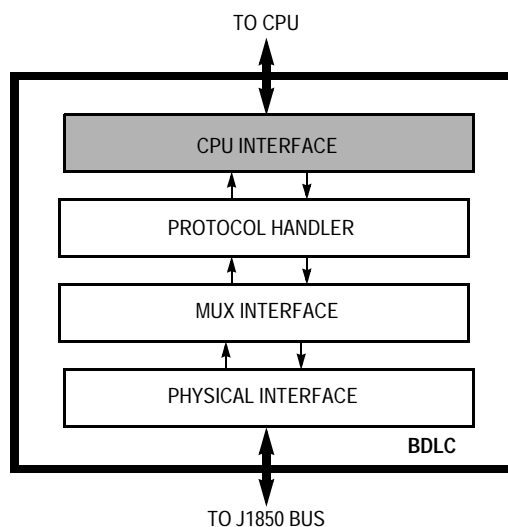 TO CPU
CPU INTERFACE
PROTOCOL HANDLER
MUX INTERFACE
PHYSICAL INTERFACE
BDLC
TO J1850 BUS